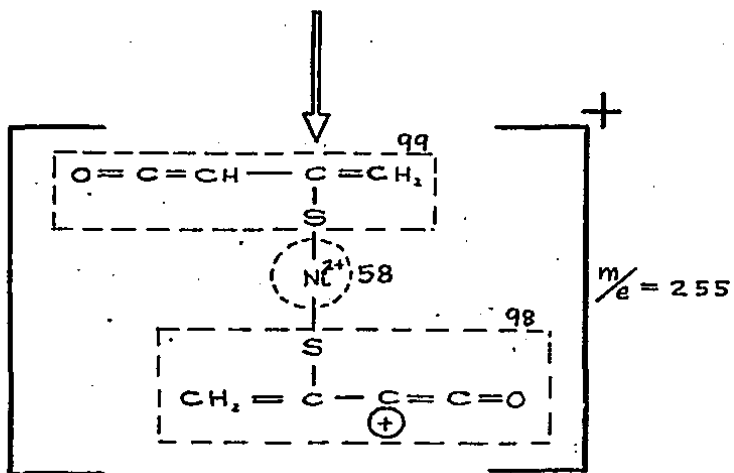 +
99
O=C=CH—C=CH₂
S
Ni²⁺ 58
m/e = 255
98
S
CH₂=C—C=C=O
+